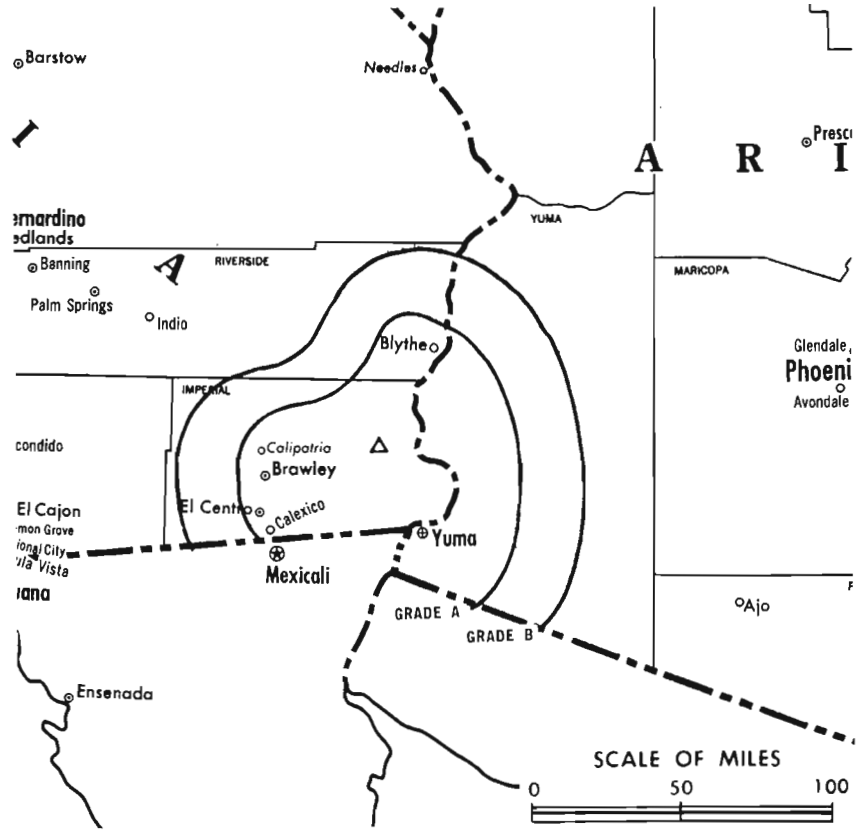 Barstow
Needles
I
Presc
A R I
ernardino
edlands
YUMA
Banning
A
RIVERSIDE
MARICOPA
Palm Springs
Indio
Blythe
Glendale
Phoeni
Avondale
IMPERIAL
condido
Calipatria
Brawley
El Cajon
El Centro
Calexico
mon Grove
ional City
ula Vista
Yuma
Mexicali
uana
GRADE A
GRADE B
Ajo
Ensenada
SCALE OF MILES
0 50 100